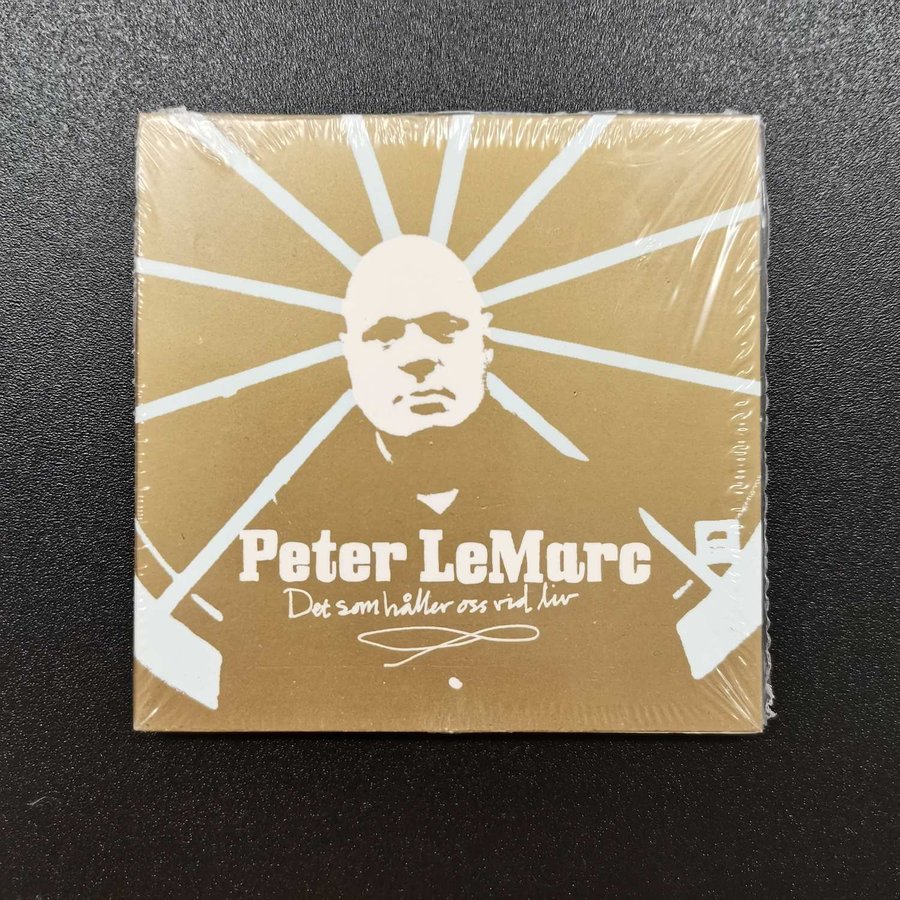 Peter LeMarc
Det som håller oss vid liv